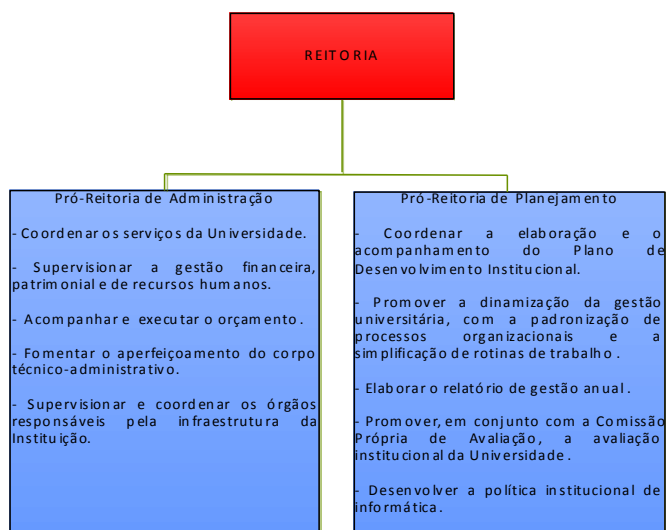 REITORIA
Pró-Reitoria de Administração
- Coordenar os serviços da Universidade.
- Supervisionar a gestão financeira,
patrimonial e de recursos humanos.
- Acompanhar e executar o orçamento.
- Fomentar o aperfeiçoamento do corpo
técnico-administrativo.
- Supervisionar e coordenar os órgãos
responsáveis pela infraestrutura da
Instituição.
Pró-Reitoria de Planejamento
- Coordenar a elaboração e o
acompanhamento do Plano de
Desenvolvimento Institucional.
- Promover a dinamização da gestão
universitária, com a padronização de
processos organizacionais e a
simplificação de rotinas de trabalho.
- Elaborar o relatório de gestão anual.
- Promover, em conjunto com a Comissão
Própria de Avaliação, a avaliação
institucional da Universidade.
- Desenvolver a política institucional de
informática.